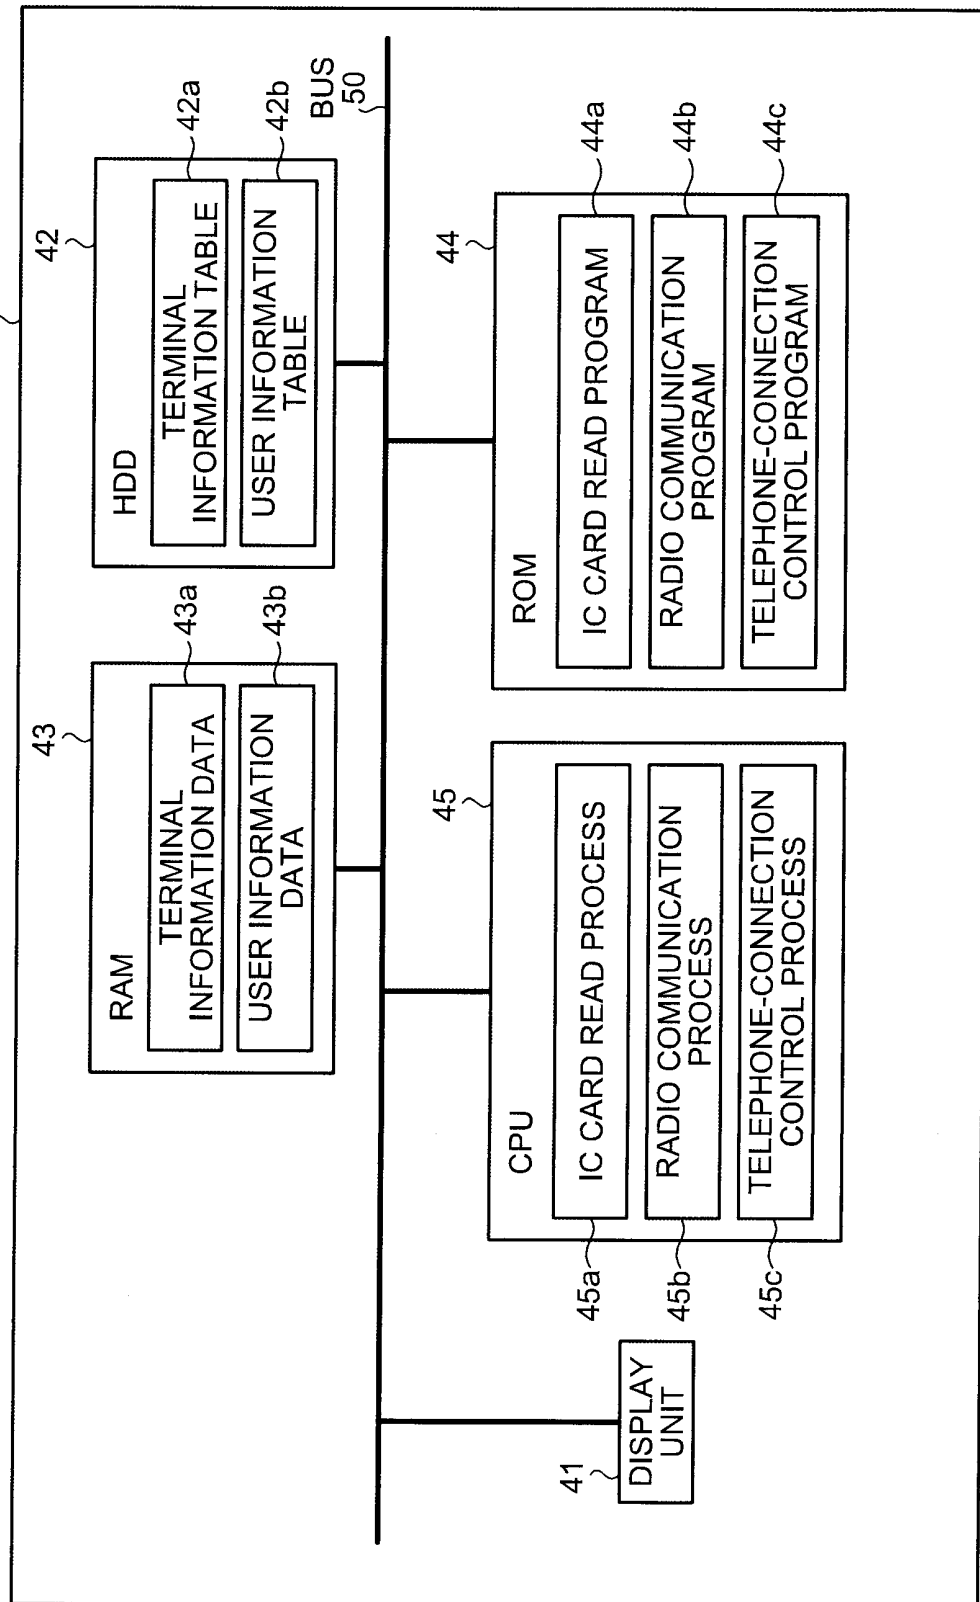 43
RAM
TERMINAL
INFORMATION DATA
43a
USER INFORMATION
DATA
43b
42
HDD
TERMINAL
INFORMATION TABLE
42a
USER INFORMATION
TABLE
42b
BUS
50
41
DISPLAY
UNIT
45
CPU
45a
IC CARD READ PROCESS
45b
RADIO COMMUNICATION
PROCESS
45c
TELEPHONE-CONNECTION
CONTROL PROCESS
44
ROM
IC CARD READ PROGRAM
44a
RADIO COMMUNICATION
PROGRAM
44b
TELEPHONE-CONNECTION
CONTROL PROGRAM
44c